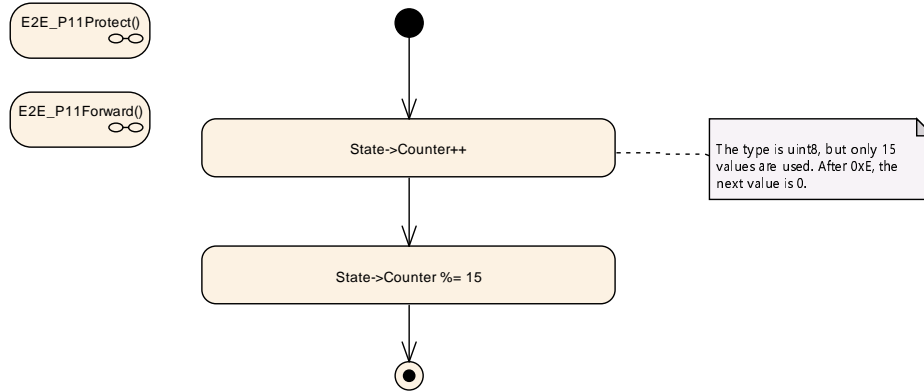 E2E_P11Protect()
E2E_P11Forward()
State->Counter++
The type is uint8, but only 15
values are used. After 0xE, the
next value is 0.
State->Counter %= 15